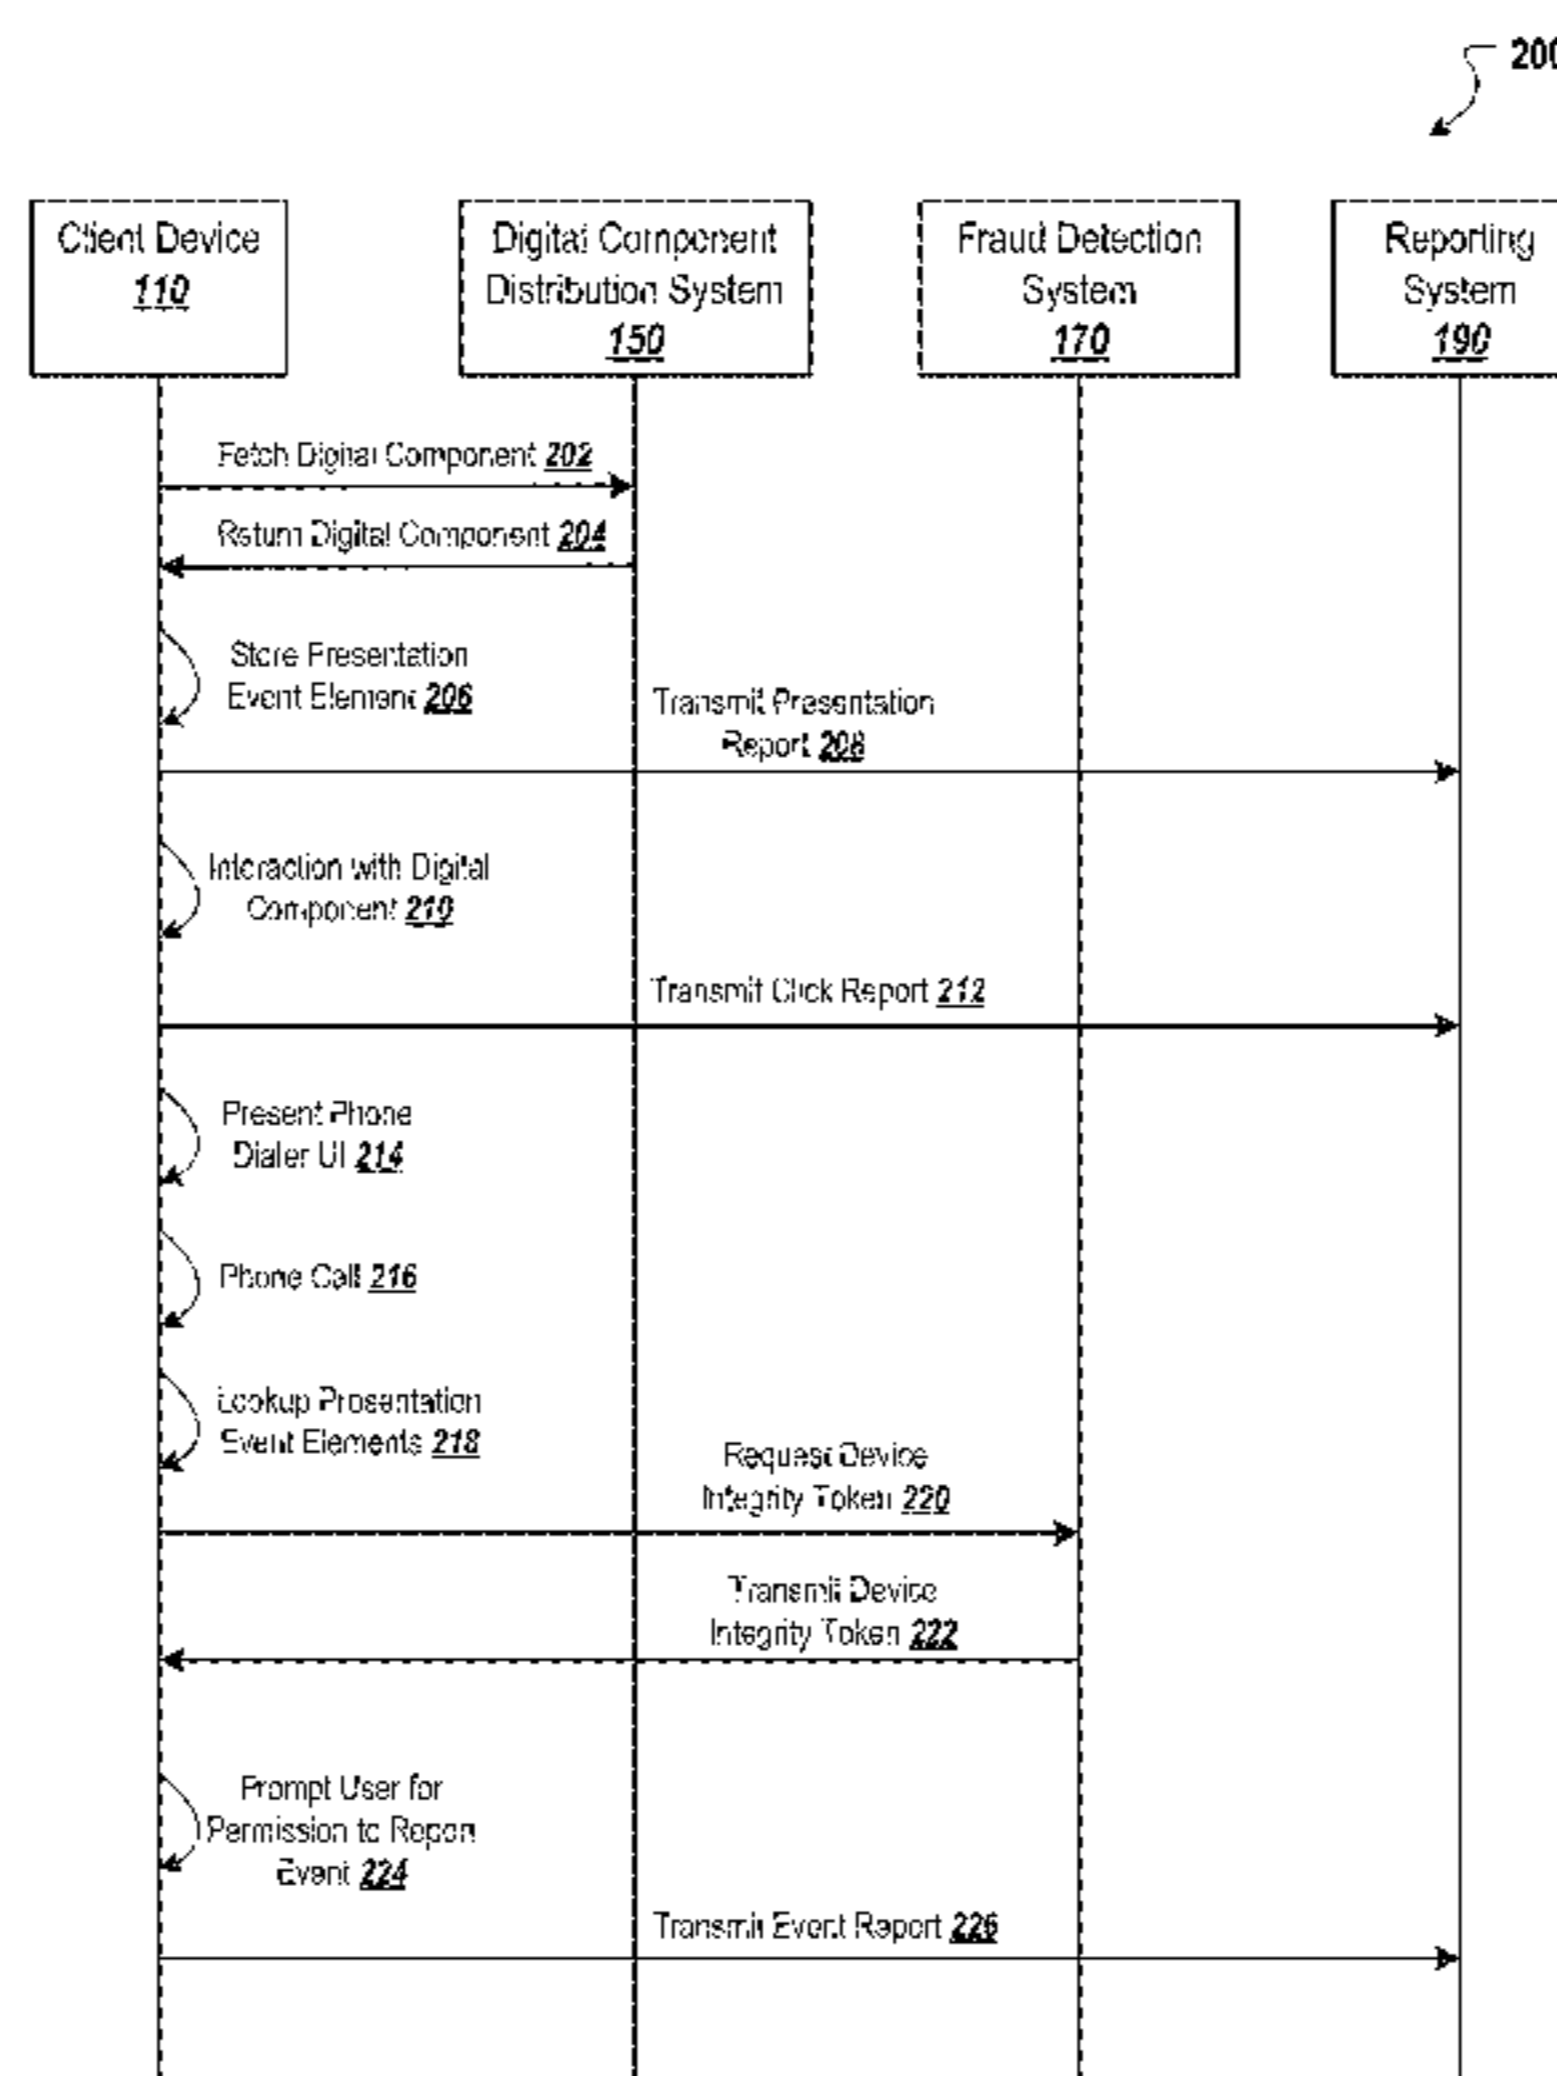 200
Client Device
110
Digital Component
Distribution System
150
Fraud Detection
System
170
Reporting
System
190
Fetch Digital Component 202
Return Digital Component 204
Store Presentation
Event Element 206
Transmit Presentation
Report 208
Interaction with Digital
Component 210
Transmit Click Report 212
Present Phone
Dialer UI 214
Phone Call 216
Lookup Presentation
Event Elements 218
Request Device
Integrity Token 220
Transmit Device
Integrity Token 222
Prompt User for
Permission to Report
Event 224
Transmit Event Report 226